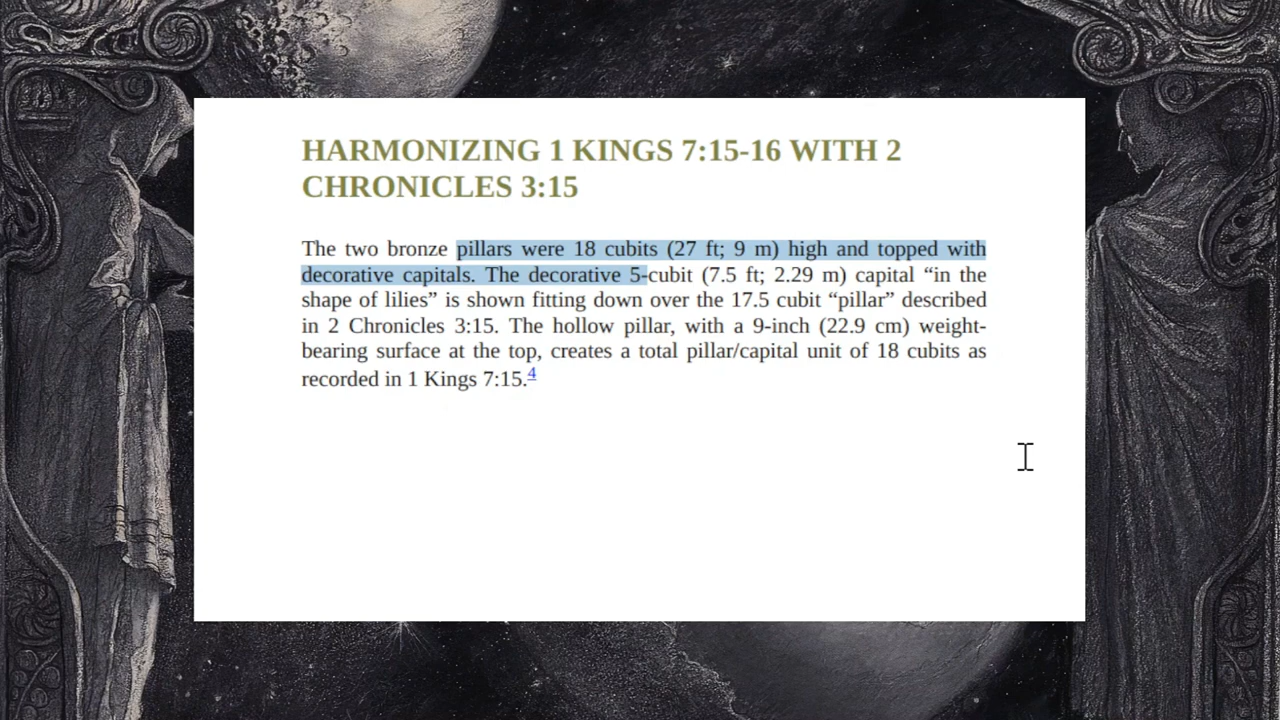 HARMONIZING 1 KINGS 7:15-16 WITH 2
CHRONICLES 3:15
The two bronze pillars were 18 cubits (27 ft; 9 m) high and topped with
decorative capitals. The decorative 5-cubit (7.5 ft; 2.29 m) capital “in the
shape of lilies” is shown fitting down over the 17.5 cubit “pillar” described
in 2 Chronicles 3:15. The hollow pillar, with a 9-inch (22.9 cm) weight-
bearing surface at the top, creates a total pillar/capital unit of 18 cubits as
recorded in 1 Kings 7:15.4